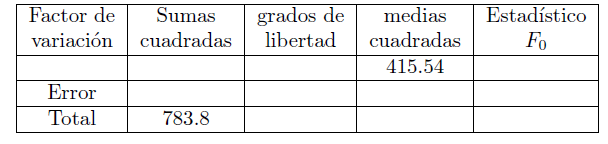 Factor de variación | Sumas cuadradas | grados de libertad | medias cuadradas | Estadístico F₀
415.54
Error
Total | 783.8